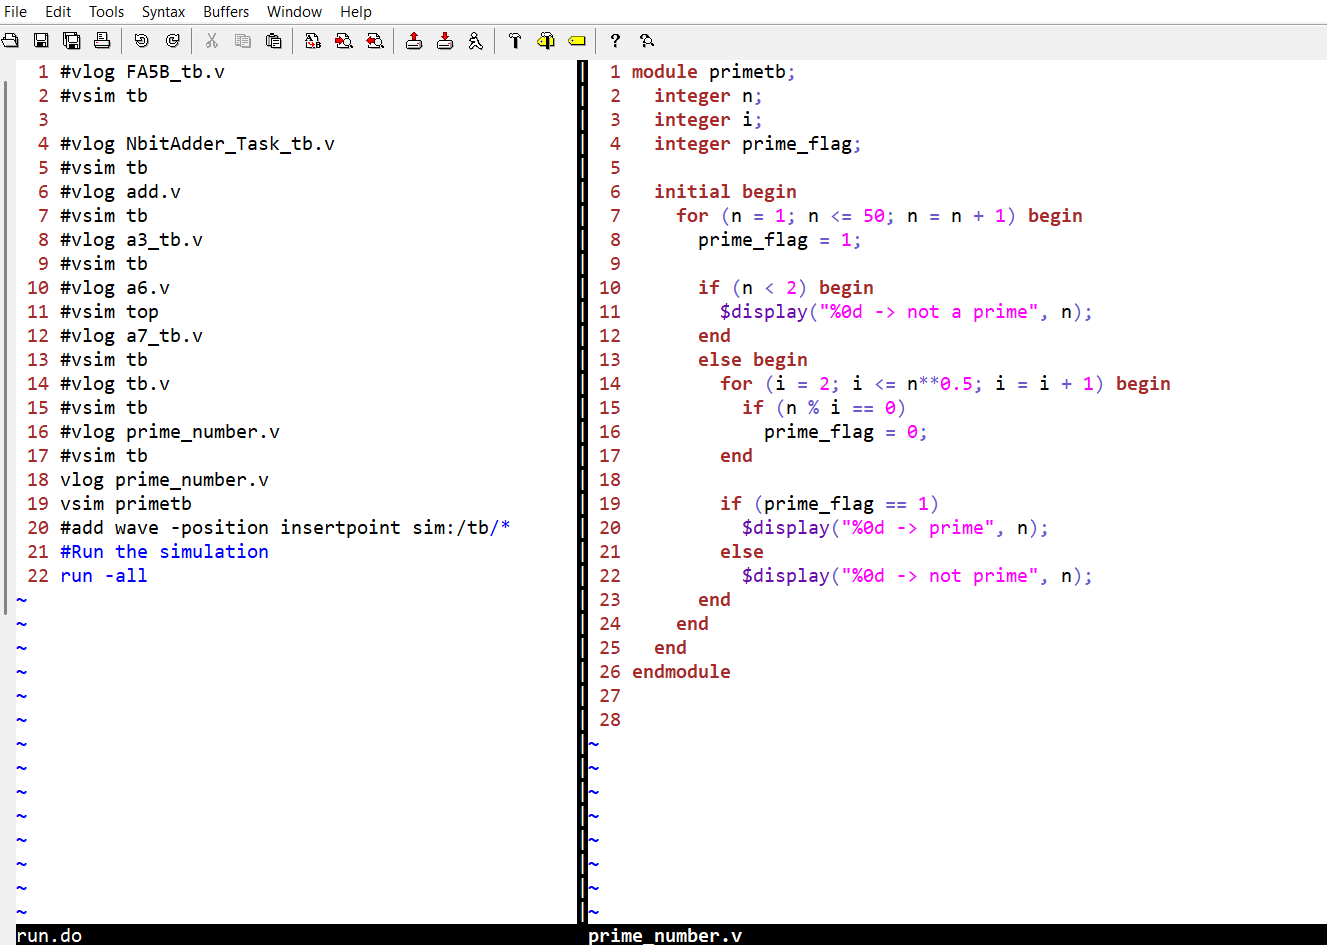 File Edit Tools Syntax Buffers Window Help
1 #vlog FA5B_tb.v
2 #vsim tb
3
4 #vlog NbitAdder_Task_tb.v
5 #vsim tb
6 #vlog add.v
7 #vsim tb
8 #vlog a3_tb.v
9 #vsim tb
10 #vlog a6.v
11 #vsim top
12 #vlog a7_tb.v
13 #vsim tb
14 #vlog tb.v
15 #vsim tb
16 #vlog prime_number.v
17 #vsim tb
18 vlog prime_number.v
19 vsim primetb
20 #add wave -position insertpoint sim:/tb/*
21 #Run the simulation
22 run -all
~
~
~
~
~
~
~
~
~
~
~
~
~
~
run.do
1 module primetb;
2   integer n;
3   integer i;
4   integer prime_flag;
5
6   initial begin
7     for (n = 1; n <= 50; n = n + 1) begin
8       prime_flag = 1;
9
10       if (n < 2) begin
11         $display("%0d -> not a prime", n);
12       end
13       else begin
14         for (i = 2; i <= n**0.5; i = i + 1) begin
15           if (n % i == 0)
16             prime_flag = 0;
17         end
18
19         if (prime_flag == 1)
20           $display("%0d -> prime", n);
21         else
22           $display("%0d -> not prime", n);
23       end
24     end
25   end
26 endmodule
27
28
~
~
~
~
~
~
~
~
prime_number.v